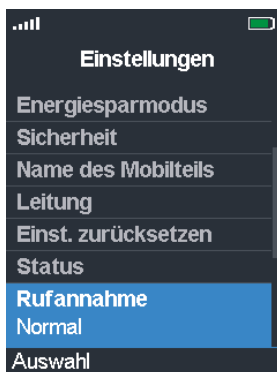 Einstellungen
Energiesparmodus
Sicherheit
Name des Mobilteils
Leitung
Einst. zurücksetzen
Status
Rufannahme
Normal
Auswahl